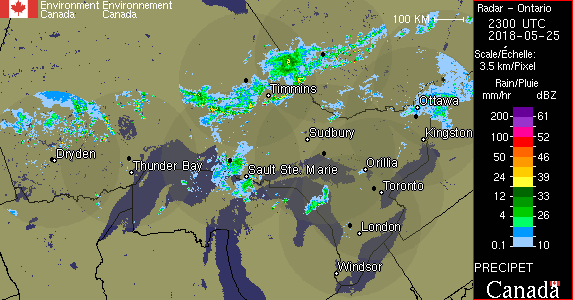 Environment Environnement
Canada Canada
100 KM
Timmins
Ottawa
Sudbury
Kingston
Dryden
Thunder Bay
Sault Ste. Marie
Orillia
Toronto
London
Windsor
Radar - Ontario
2300 UTC
2018-05-25
Scale/Échelle:
3.5 km/Pixel
Rain/Pluie
mm/hr dBZ
200 61
100 56
100 52
50 46
24 39
12 33
4 26
0.1 10
PRECIPET
Canada